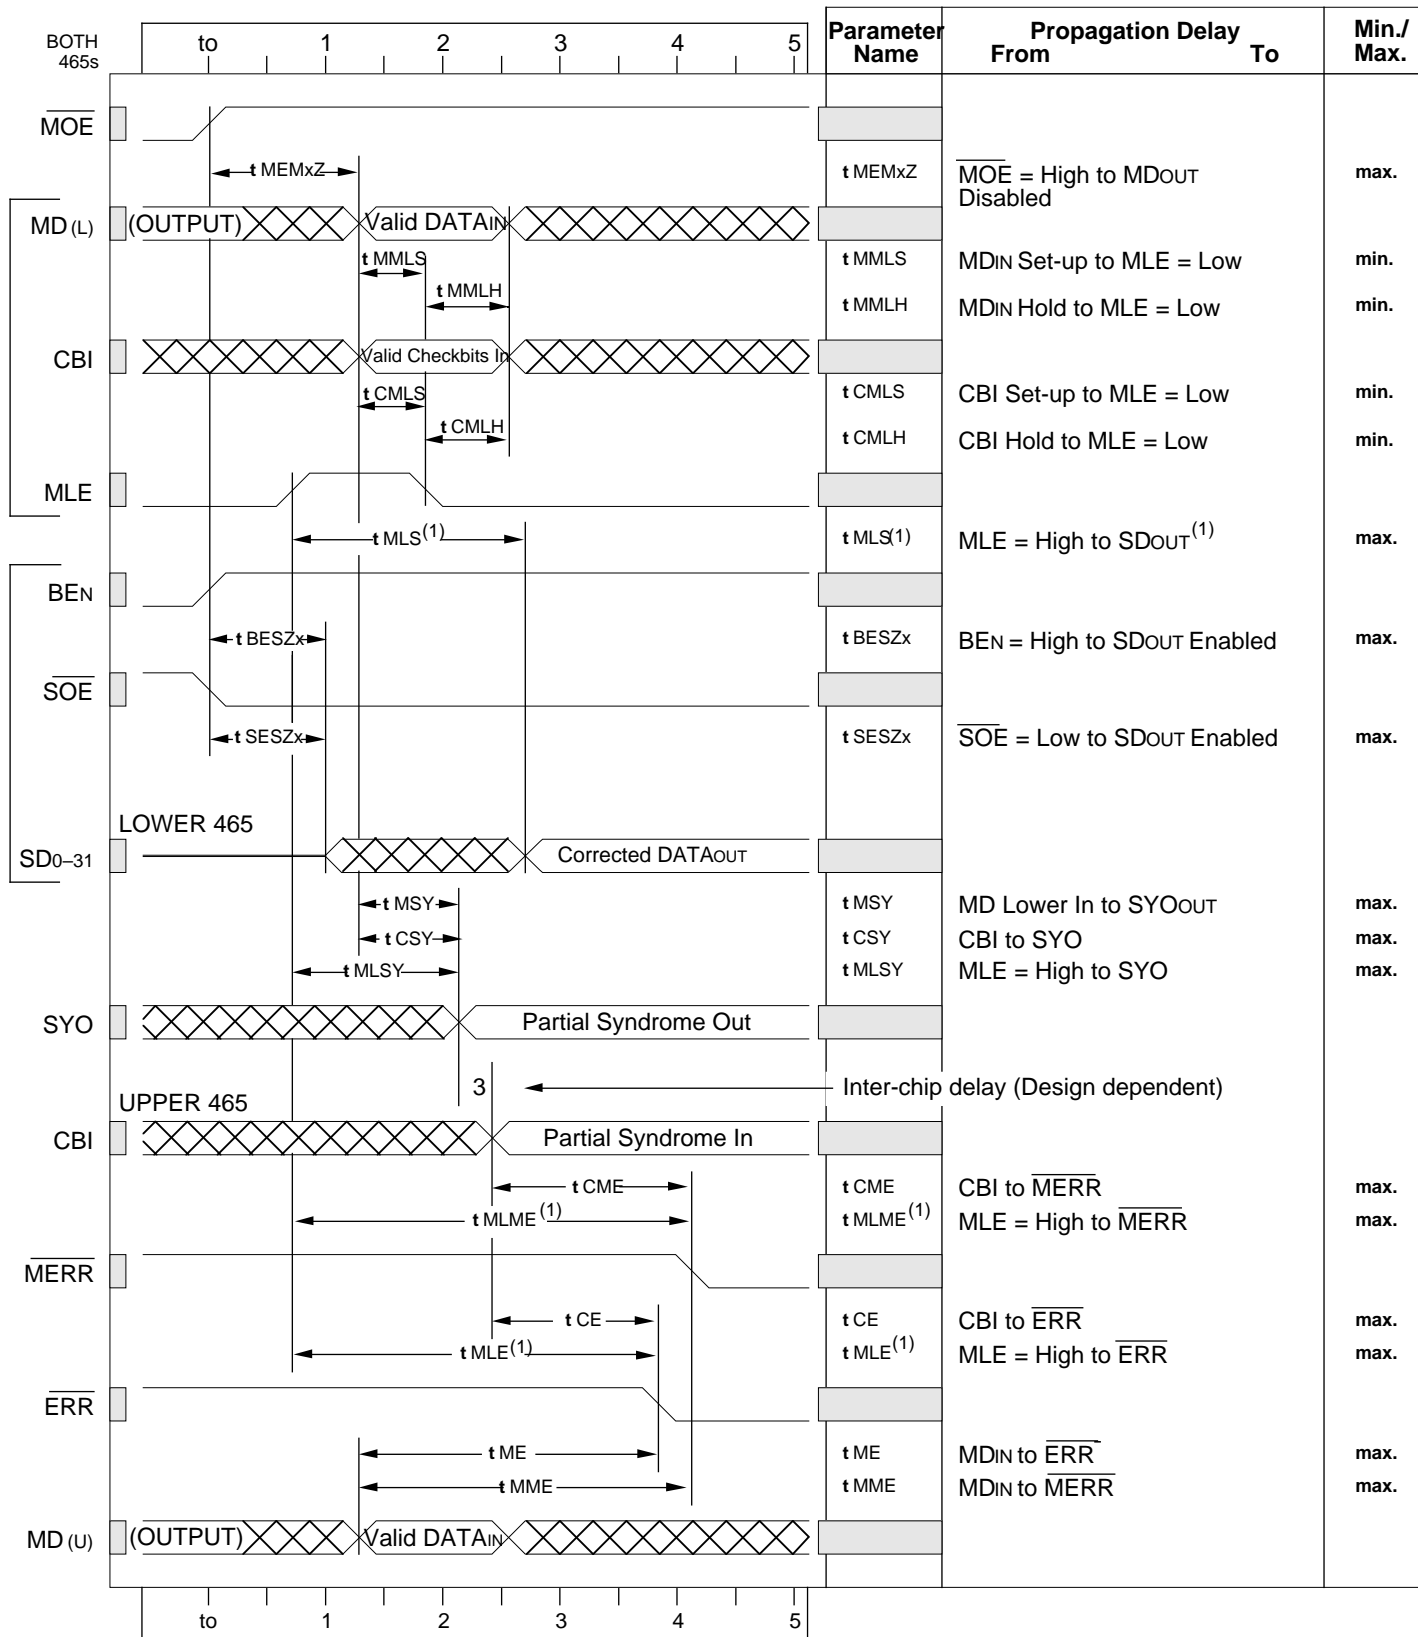 BOTH 465s
to 1 2 3 4 5
Parameter Name
Propagation Delay
From To
Min./ Max.
MOE
t MEMxZ
t MEMxZ
MOE = High to MDOUT Disabled
max.
MD (L)
(OUTPUT)
Valid DATAIN
t MMLS
t MMLS
MDIN Set-up to MLE = Low
min.
t MMLH
t MMLH
MDIN Hold to MLE = Low
min.
CBI
Valid Checkbits In
t CMLS
t CMLS
CBI Set-up to MLE = Low
min.
t CMLH
t CMLH
CBI Hold to MLE = Low
min.
MLE
t MLS(1)
t MLS(1)
MLE = High to SDOUT(1)
max.
BEN
t BESZx
t BESZx
BEN = High to SDOUT Enabled
max.
SOE
t SESZx
t SESZx
SOE = Low to SDOUT Enabled
max.
LOWER 465
SD0–31
Corrected DATAOUT
t MSY
t MSY
MD Lower In to SYOOUT
max.
t CSY
t CSY
CBI to SYO
max.
t MLSY
t MLSY
MLE = High to SYO
max.
SYO
Partial Syndrome Out
3
Inter-chip delay (Design dependent)
UPPER 465
CBI
Partial Syndrome In
t CME
t CME
CBI to MERR
max.
t MLME(1)
t MLME(1)
MLE = High to MERR
max.
MERR
t CE
t CE
CBI to ERR
max.
t MLE(1)
t MLE(1)
MLE = High to ERR
max.
ERR
t ME
t ME
MDIN to ERR
max.
t MME
t MME
MDIN to MERR
max.
MD (U)
(OUTPUT)
Valid DATAIN
to 1 2 3 4 5